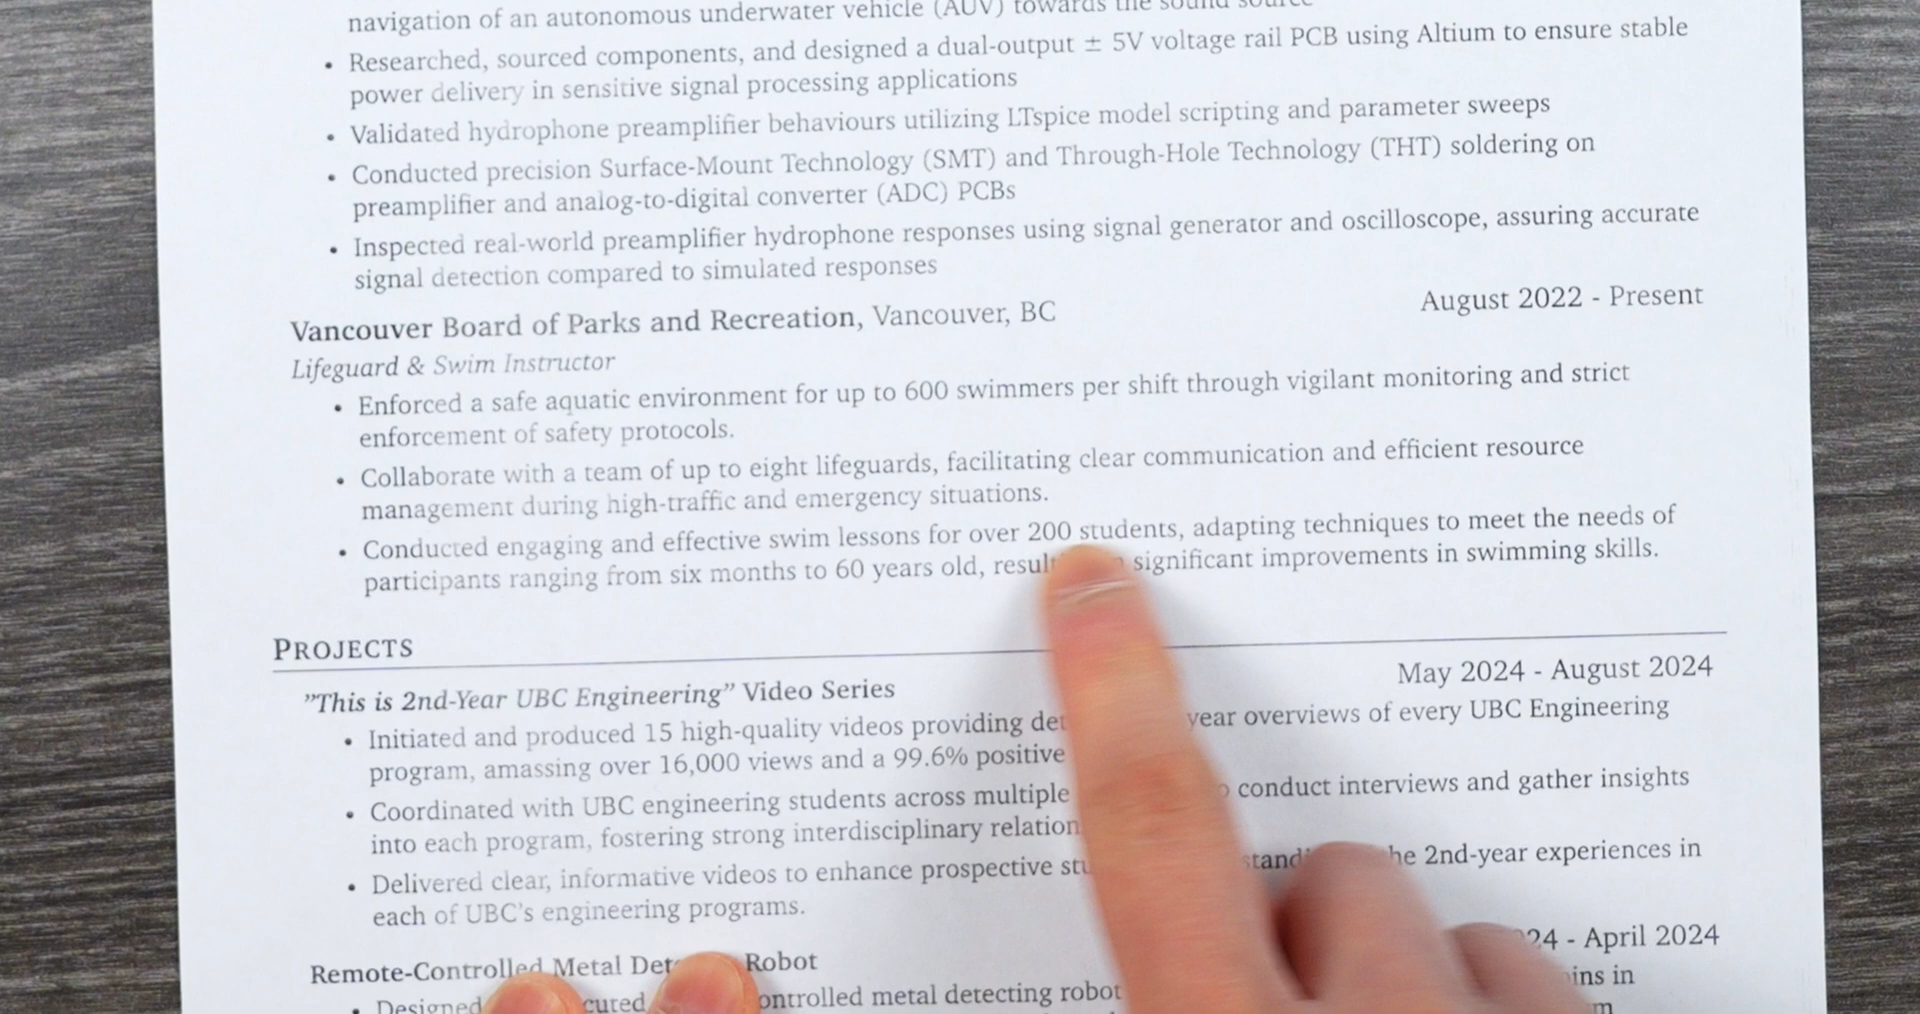 navigation of an autonomous underwater vehicle (AUV) towards the sound source
• Researched, sourced components, and designed a dual-output ± 5V voltage rail PCB using Altium to ensure stable
power delivery in sensitive signal processing applications
• Validated hydrophone preamplifier behaviours utilizing LTspice model scripting and parameter sweeps
• Conducted precision Surface-Mount Technology (SMT) and Through-Hole Technology (THT) soldering on
preamplifier and analog-to-digital converter (ADC) PCBs
• Inspected real-world preamplifier hydrophone responses using signal generator and oscilloscope, assuring accurate
signal detection compared to simulated responses
Vancouver Board of Parks and Recreation, Vancouver, BC August 2022 - Present
Lifeguard & Swim Instructor
• Enforced a safe aquatic environment for up to 600 swimmers per shift through vigilant monitoring and strict
enforcement of safety protocols.
• Collaborate with a team of up to eight lifeguards, facilitating clear communication and efficient resource
management during high-traffic and emergency situations.
• Conducted engaging and effective swim lessons for over 200 students, adapting techniques to meet the needs of
participants ranging from six months to 60 years old, significant improvements in swimming skills.
PROJECTS
"This is 2nd-Year UBC Engineering" Video Series May 2024 - August 2024
• Initiated and produced 15 high-quality videos providing year overviews of every UBC Engineering
program, amassing over 16,000 views and a 99.6% positive
• Coordinated with UBC engineering students across multiple conduct interviews and gather insights
into each program, fostering strong interdisciplinary
• Delivered clear, informative videos to enhance prospective 2nd-year experiences in
each of UBC's engineering programs.
Remote-Controlled Metal Robot - April 2024
• Designed metal detecting robot in